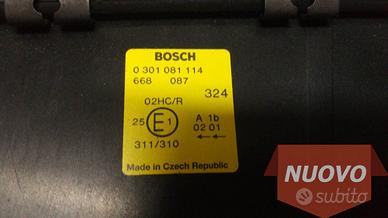 BOSCH
0 301 081 114
668 087
324
02HC/R
25 E1 A 1b
02 01
311/310
Made in Czech Republic
NUOVO
subito